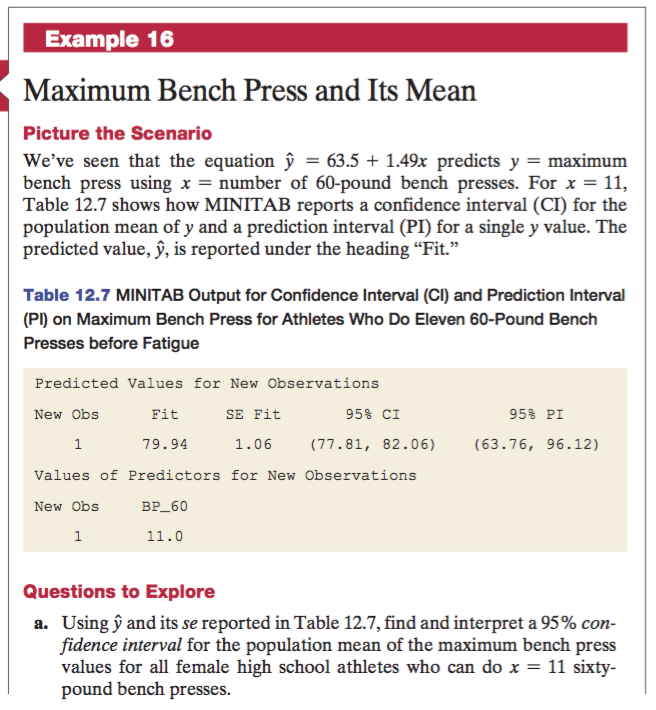 Example 16
Maximum Bench Press and Its Mean
Picture the Scenario
We’ve seen that the equation ŷ = 63.5 + 1.49x predicts y = maximum
bench press using x = number of 60-pound bench presses. For x = 11,
Table 12.7 shows how MINITAB reports a confidence interval (CI) for the
population mean of y and a prediction interval (PI) for a single y value. The
predicted value, ŷ, is reported under the heading “Fit.”
Table 12.7 MINITAB Output for Confidence Interval (CI) and Prediction Interval
(PI) on Maximum Bench Press for Athletes Who Do Eleven 60-Pound Bench
Presses before Fatigue
Predicted Values for New Observations
New Obs Fit SE Fit 95% CI 95% PI
1 79.94 1.06 (77.81, 82.06) (63.76, 96.12)
Values of Predictors for New Observations
New Obs BP_60
1 11.0
Questions to Explore
a. Using ŷ and its se reported in Table 12.7, find and interpret a 95% con-
fidence interval for the population mean of the maximum bench press
values for all female high school athletes who can do x = 11 sixty-
pound bench presses.